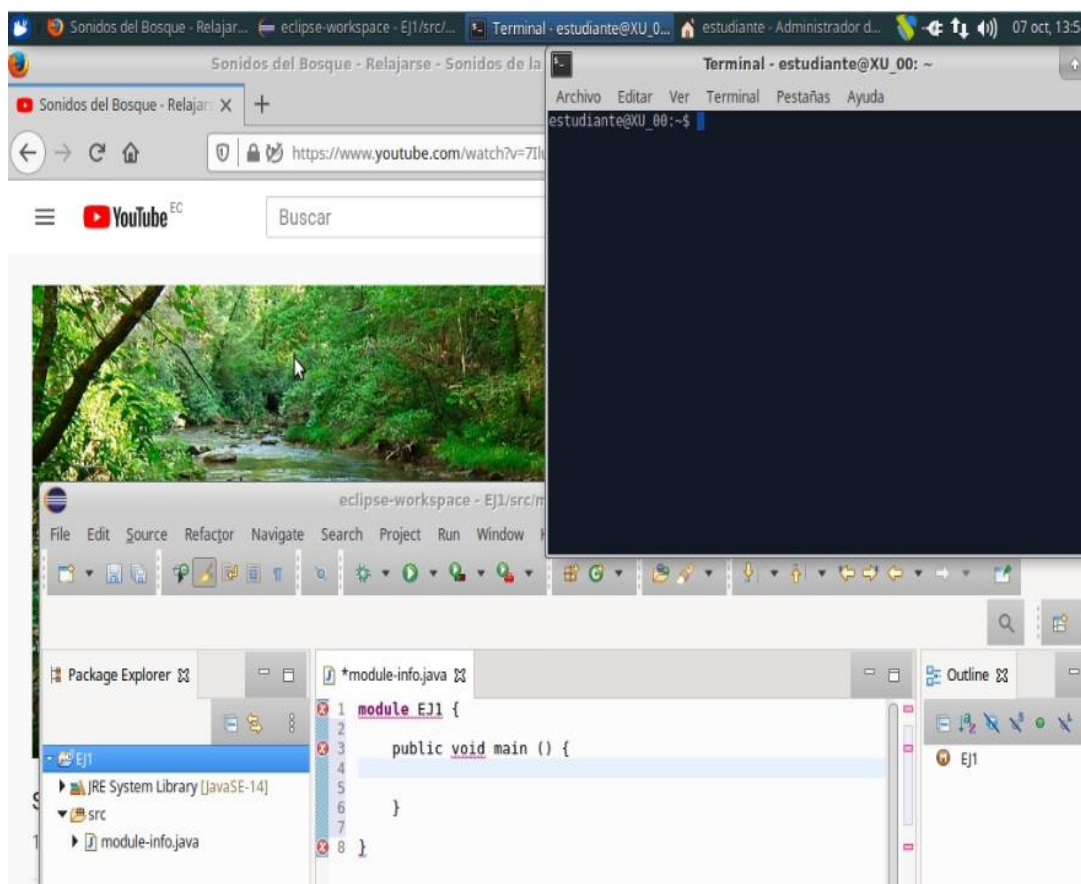 Sonidos del Bosque - Relajar...
eclipse-workspace - EJ1/src/...
Terminal - estudiante@XU_0...
estudiante - Administrador d...
07 oct, 13:5
Sonidos del Bosque - Relajarse - Sonidos de la
Sonidos del Bosque - Relajar
https://www.youtube.com/watch?v=7Ilu
YouTube EC
Buscar
Terminal - estudiante@XU_00: ~
Archivo Editar Ver Terminal Pestañas Ayuda
estudiante@XU_00:~$
eclipse-workspace - EJ1/src/m
File Edit Source Refactor Navigate Search Project Run Window
Package Explorer
EJ1
JRE System Library [JavaSE-14]
src
module-info.java
*module-info.java
1 module EJ1 {
2
3 public void main () {
4
5
6 }
7
8 }
Outline
EJ1